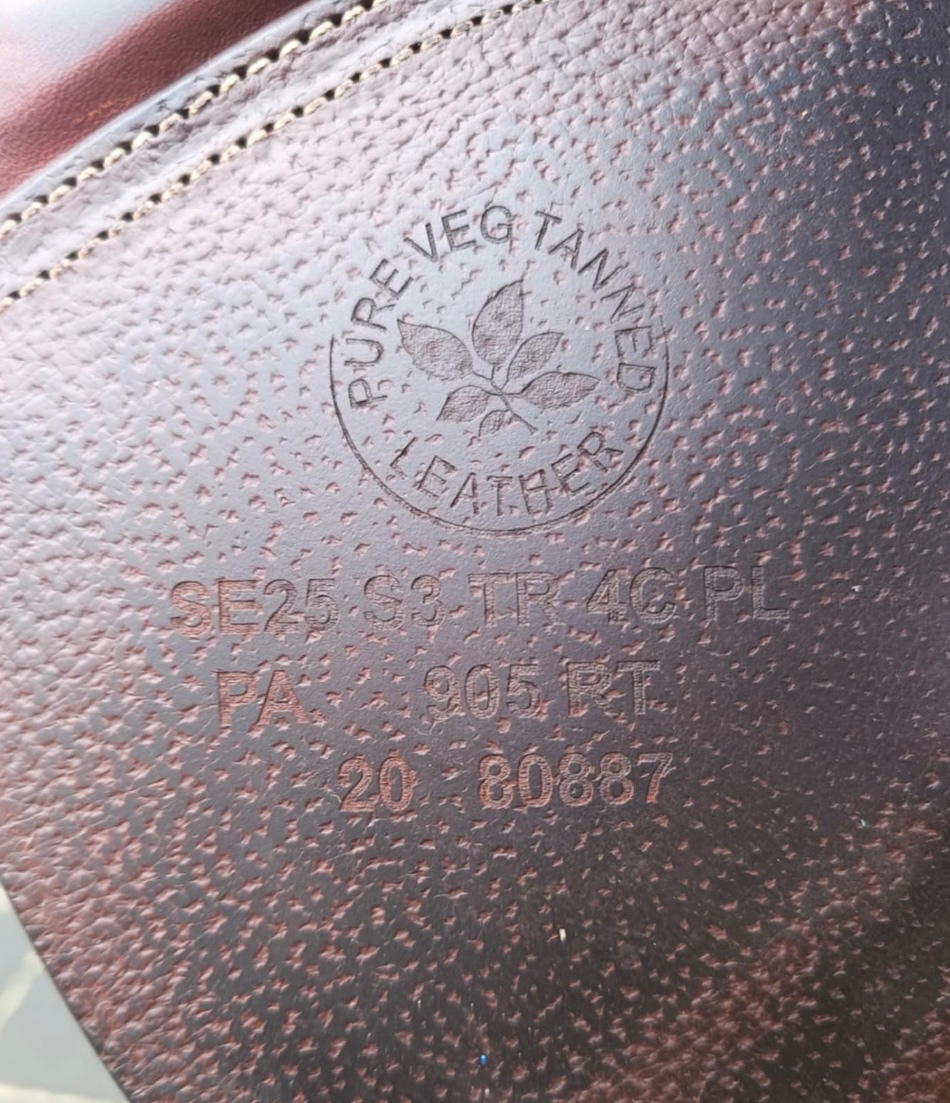 PURE VEG TANNED
LEATHER
SE25 S3 TR 4C PL
PA 905 RT
20 80887